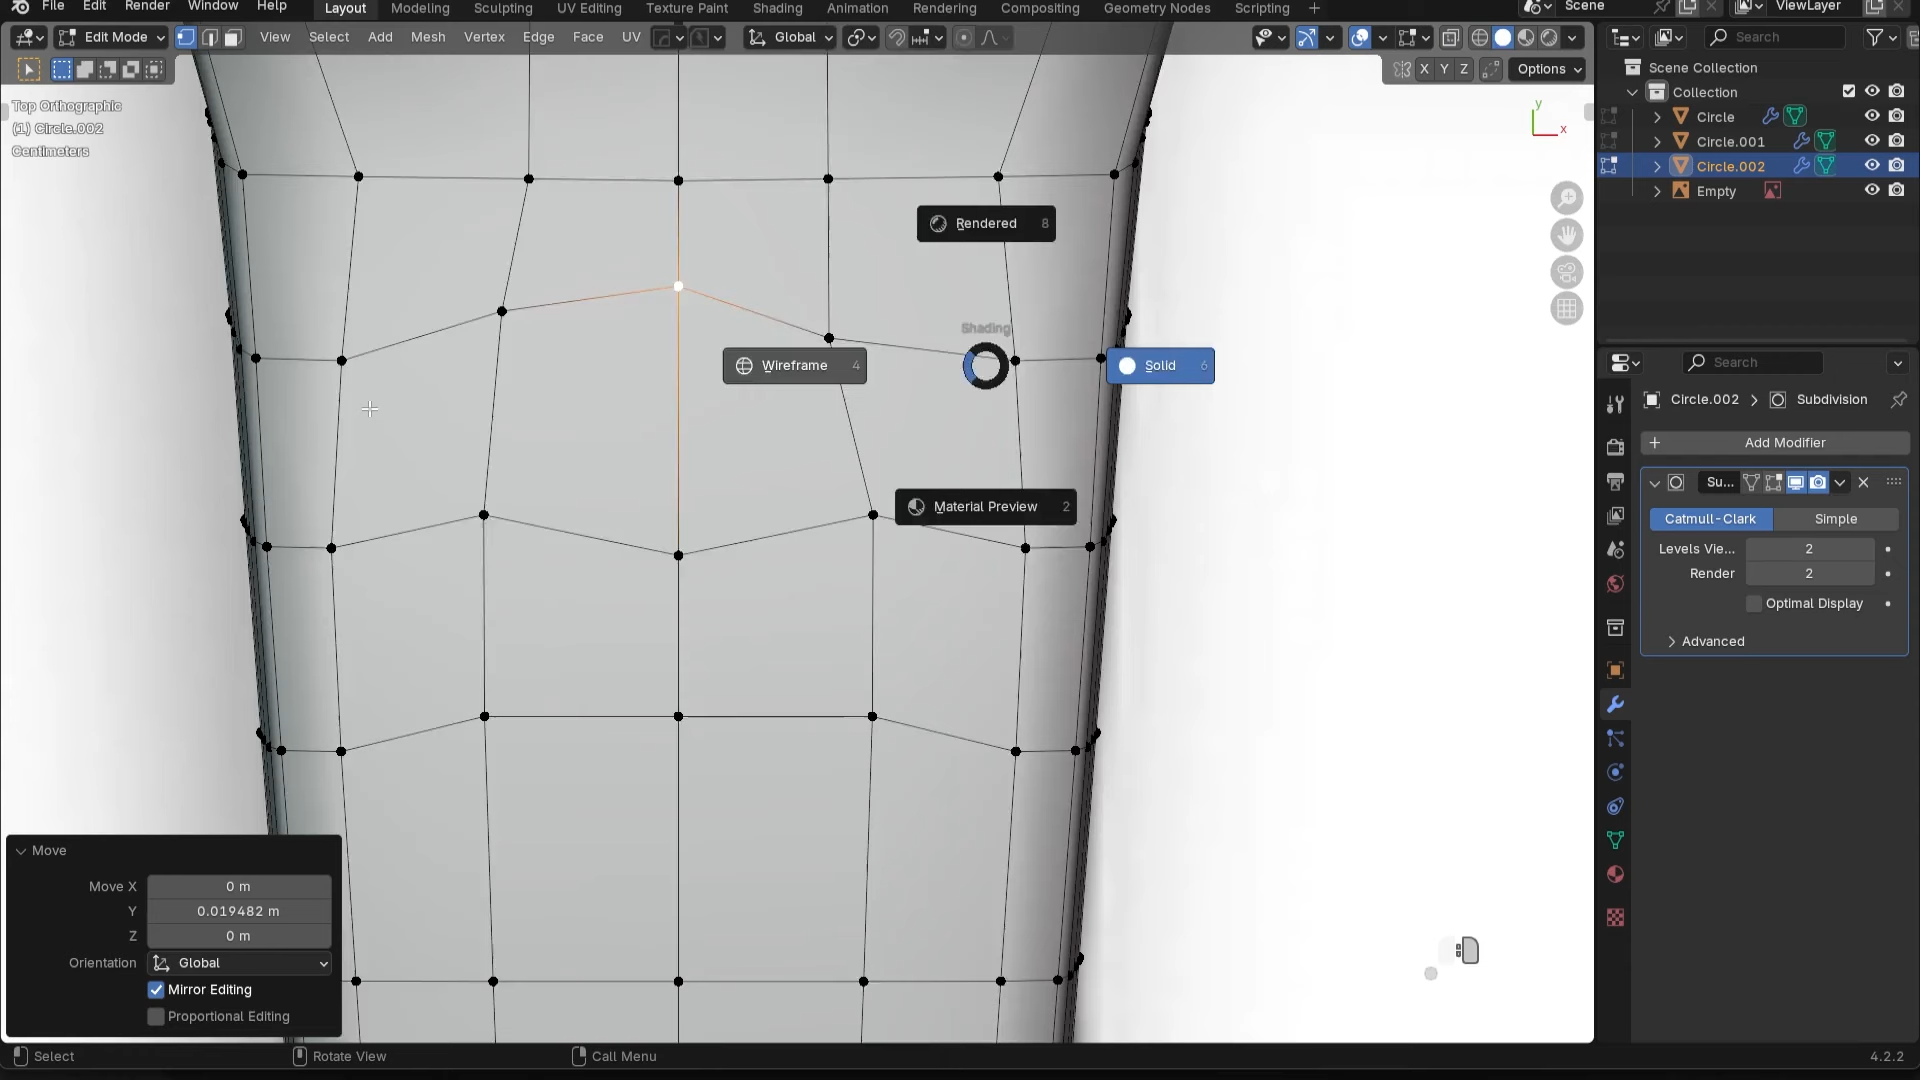 File Edit Render Window Help Layout Modeling Sculpting UV Editing Texture Paint Shading Animation Rendering Compositing Geometry Nodes Scripting + Scene ViewLayer
Edit Mode View Select Add Mesh Vertex Edge Face UV Global Search
X Y Z Options
Scene Collection
Collection
Circle
Circle.001
Circle.002
Empty
Top Orthographic
(1) Circle.002
Centimeters
y
x
Rendered 8
Shading
Wireframe 4
Solid 6
Material Preview 2
Search
Circle.002 > Subdivision
+ Add Modifier
Su...
Catmull-Clark Simple
Levels Vie... 2
Render 2
Optimal Display
Advanced
Move
Move X 0 m
Y 0.019482 m
Z 0 m
Orientation Global
Mirror Editing
Proportional Editing
Select Rotate View Call Menu 4.2.2